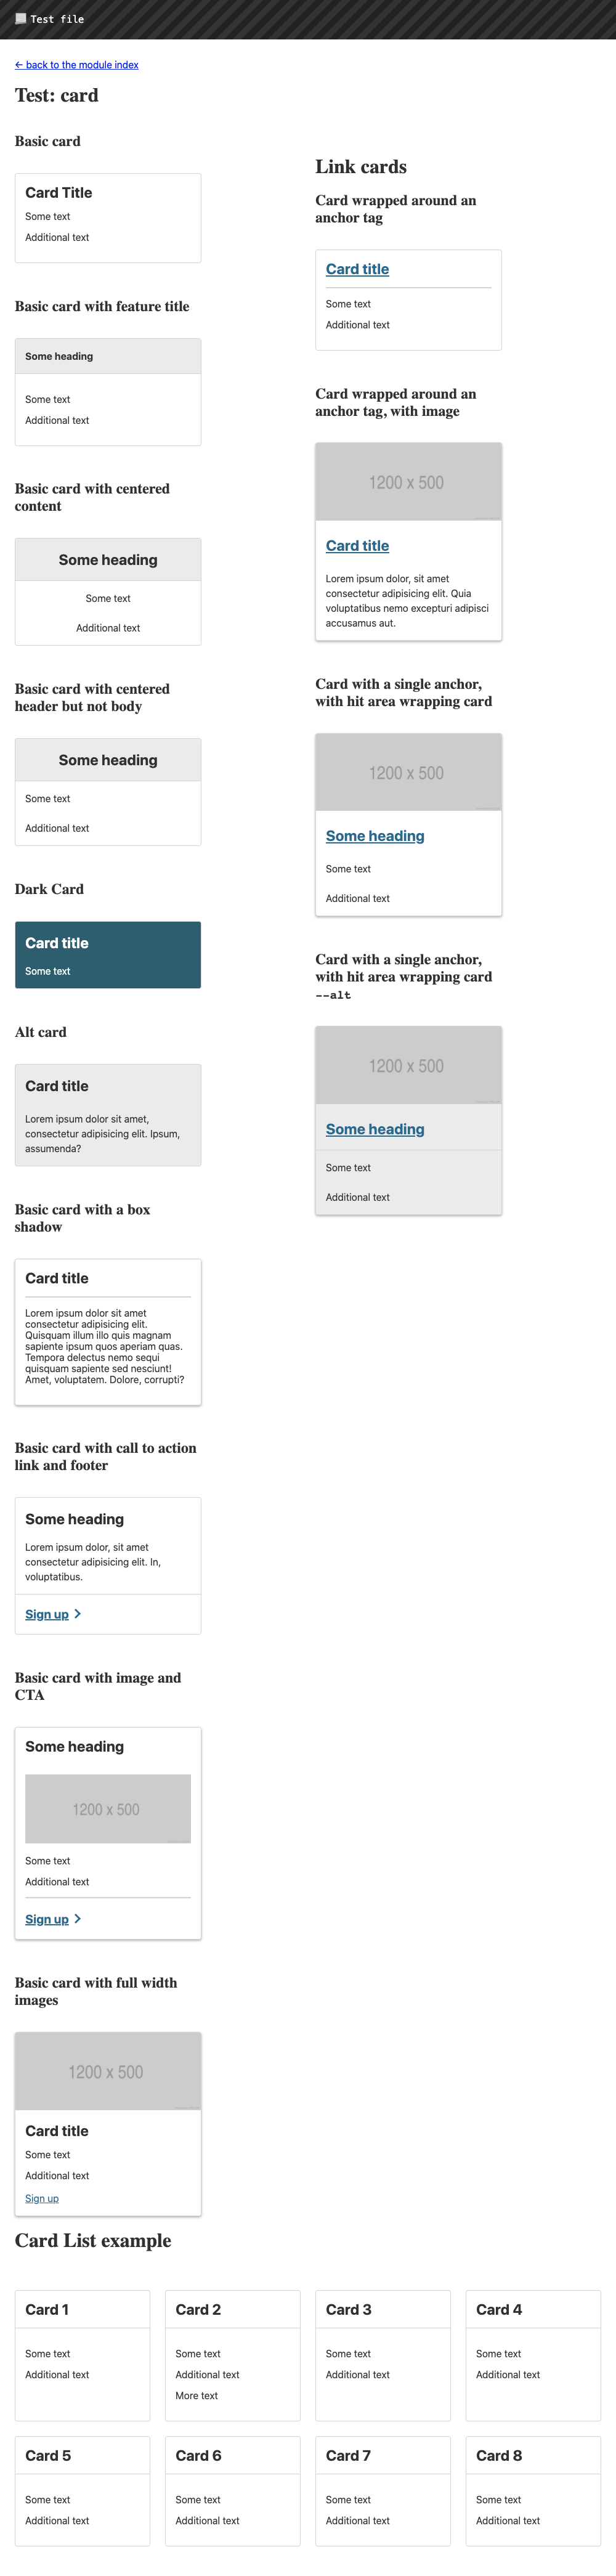 Test file
← back to the module index
Test: card
Basic card
Card Title
Some text
Additional text
Basic card with feature title
Some heading
Some text
Additional text
Basic card with centered
content
Some heading
Some text
Additional text
Basic card with centered
header but not body
Some heading
Some text
Additional text
Dark Card
Card title
Some text
Alt card
Card title
Lorem ipsum dolor sit amet,
consectetur adipisicing elit. Ipsum,
assumenda?
Basic card with a box
shadow
Card title
Lorem ipsum dolor sit amet
consectetur adipisicing elit.
Quisquam illum illo quis magnam
sapiente ipsum quos aperiam quas.
Tempora delectus nemo sequi
quisquam sapiente sed nesciunt!
Amet, voluptatem. Dolore, corrupti?
Basic card with call to action
link and footer
Some heading
Lorem ipsum dolor, sit amet
consectetur adipisicing elit. In,
voluptatibus.
Sign up
Basic card with image and
CTA
Some heading
1200 x 500
Some text
Additional text
Sign up
Basic card with full width
images
1200 x 500
Card title
Some text
Additional text
Sign up
Link cards
Card wrapped around an
anchor tag
Card title
Some text
Additional text
Card wrapped around an
anchor tag, with image
1200 x 500
Card title
Lorem ipsum dolor, sit amet
consectetur adipisicing elit. Quia
voluptatibus nemo excepturi adipisci
accusamus aut.
Card with a single anchor,
with hit area wrapping card
1200 x 500
Some heading
Some text
Additional text
Card with a single anchor,
with hit area wrapping card
--alt
1200 x 500
Some heading
Some text
Additional text
Card List example
Card 1
Some text
Additional text
Card 2
Some text
Additional text
More text
Card 3
Some text
Additional text
Card 4
Some text
Additional text
Card 5
Some text
Additional text
Card 6
Some text
Additional text
Card 7
Some text
Additional text
Card 8
Some text
Additional text